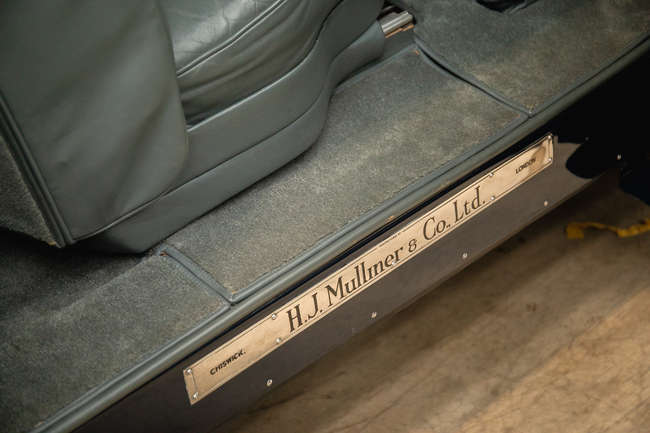 CHISWICK.
H.J. Mulliner & Co. Ltd.
LONDON